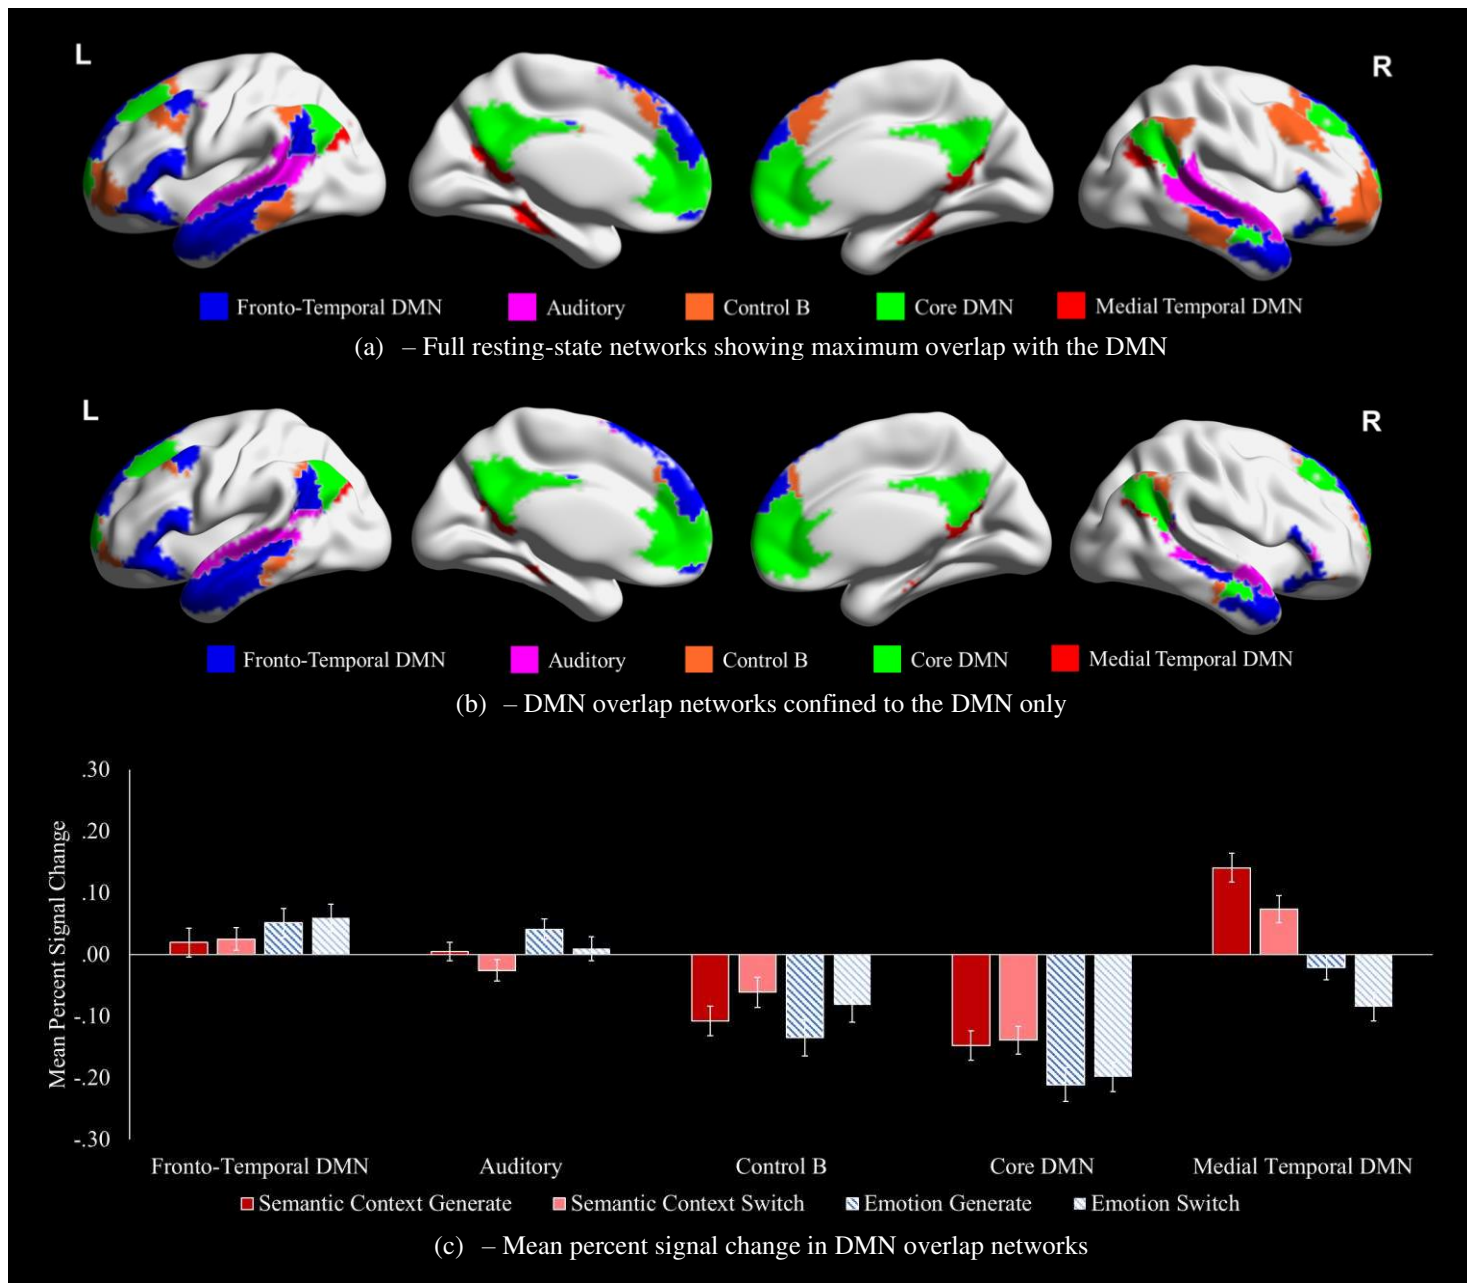 L
R
Fronto-Temporal DMN Auditory Control B Core DMN Medial Temporal DMN
(a) – Full resting-state networks showing maximum overlap with the DMN
L
R
Fronto-Temporal DMN Auditory Control B Core DMN Medial Temporal DMN
(b) – DMN overlap networks confined to the DMN only
Mean Percent Signal Change
.30
.20
.10
.00
-.10
-.20
-.30
Fronto-Temporal DMN Auditory Control B Core DMN Medial Temporal DMN
Semantic Context Generate Semantic Context Switch Emotion Generate Emotion Switch
(c) – Mean percent signal change in DMN overlap networks